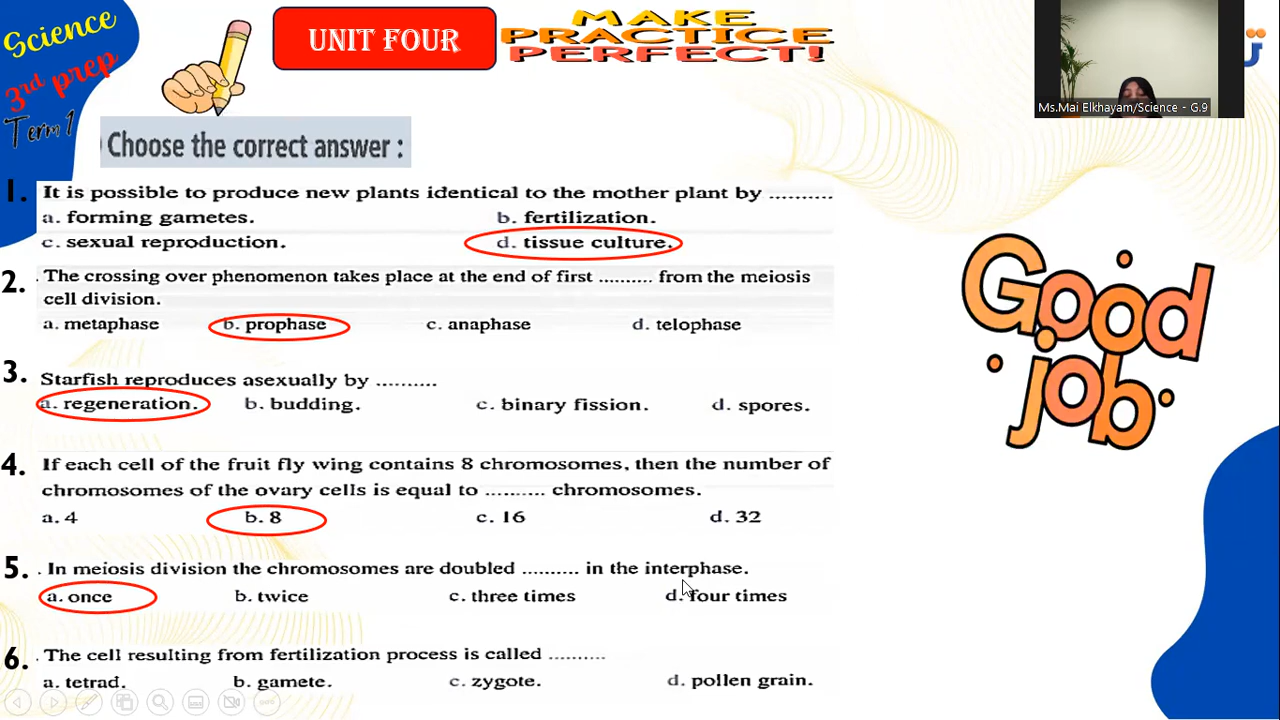 Science
3rd prep
Term 1
UNIT FOUR
MAKE
PRACTICE
PERFECT!
Ms.Mai Elkhayam/Science - G.9
Choose the correct answer :
1. It is possible to produce new plants identical to the mother plant by ..........
a. forming gametes. b. fertilization.
c. sexual reproduction. d. tissue culture.
2. . The crossing over phenomenon takes place at the end of first .......... from the meiosis
cell division.
a. metaphase b. prophase c. anaphase d. telophase
3. Starfish reproduces asexually by ..........
a. regeneration. b. budding. c. binary fission. d. spores.
Good
job
4. If each cell of the fruit fly wing contains 8 chromosomes, then the number of
chromosomes of the ovary cells is equal to .......... chromosomes.
a. 4 b. 8 c. 16 d. 32
5. . In meiosis division the chromosomes are doubled .......... in the interphase.
a. once b. twice c. three times d. four times
6. . The cell resulting from fertilization process is called ..........
a. tetrad. b. gamete. c. zygote. d. pollen grain.